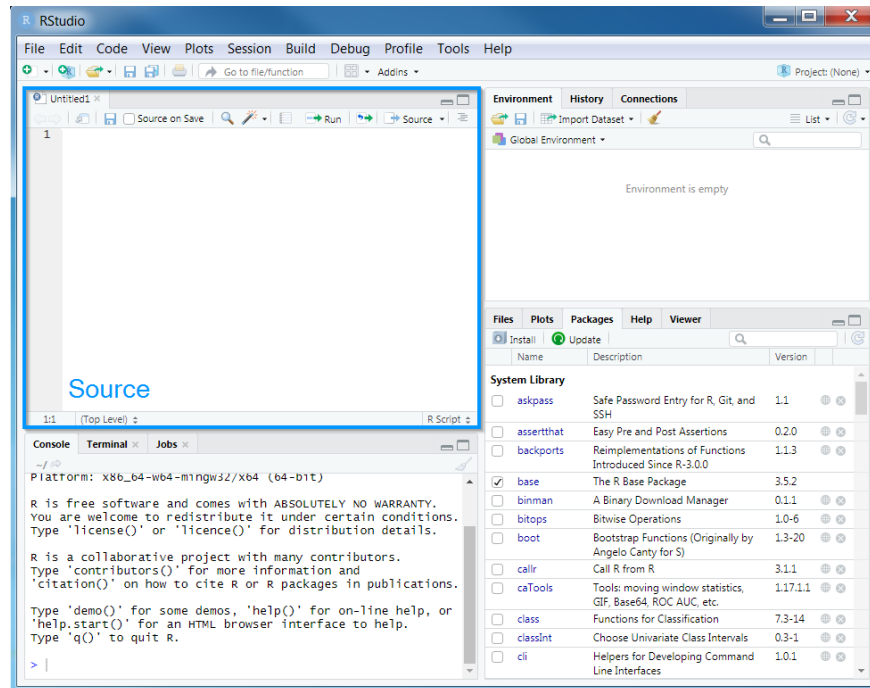 R RStudio
File Edit Code View Plots Session Build Debug Profile Tools Help
Go to file/function Addins Project: (None)
Untitled1
Source on Save Run Source
1
Source
1:1 (Top Level) R Script
Console Terminal Jobs
~/
Platform: x86_64-w64-mingw32/x64 (64-bit)
R is free software and comes with ABSOLUTELY NO WARRANTY.
You are welcome to redistribute it under certain conditions.
Type 'license()' or 'licence()' for distribution details.
R is a collaborative project with many contributors.
Type 'contributors()' for more information and
'citation()' on how to cite R or R packages in publications.
Type 'demo()' for some demos, 'help()' for on-line help, or
'help.start()' for an HTML browser interface to help.
Type 'q()' to quit R.
>
Environment History Connections
Import Dataset List
Global Environment
Environment is empty
Files Plots Packages Help Viewer
Install Update
Name Description Version
System Library
askpass Safe Password Entry for R, Git, and 1.1
SSH
assertthat Easy Pre and Post Assertions 0.2.0
backports Reimplementations of Functions 1.1.3
Introduced Since R-3.0.0
base The R Base Package 3.5.2
binman A Binary Download Manager 0.1.1
bitops Bitwise Operations 1.0-6
boot Bootstrap Functions (Originally by 1.3-20
Angelo Canty for S)
callr Call R from R 3.1.1
caTools Tools: moving window statistics, 1.17.1.1
GIF, Base64, ROC AUC, etc.
class Functions for Classification 7.3-14
classInt Choose Univariate Class Intervals 0.3-1
cli Helpers for Developing Command 1.0.1
Line Interfaces